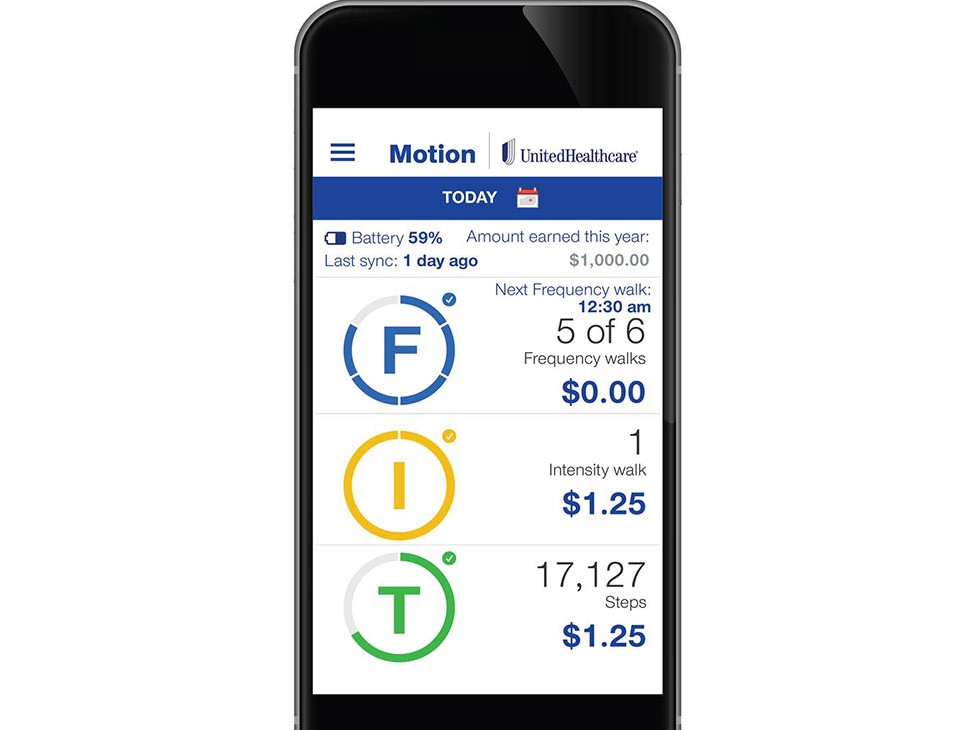 Motion UnitedHealthcare®
TODAY
Battery 59% Amount earned this year:
Last sync: 1 day ago $1,000.00
Next Frequency walk:
12:30 am
F 5 of 6
Frequency walks
$0.00
1
I Intensity walk
$1.25
17,127
T Steps
$1.25